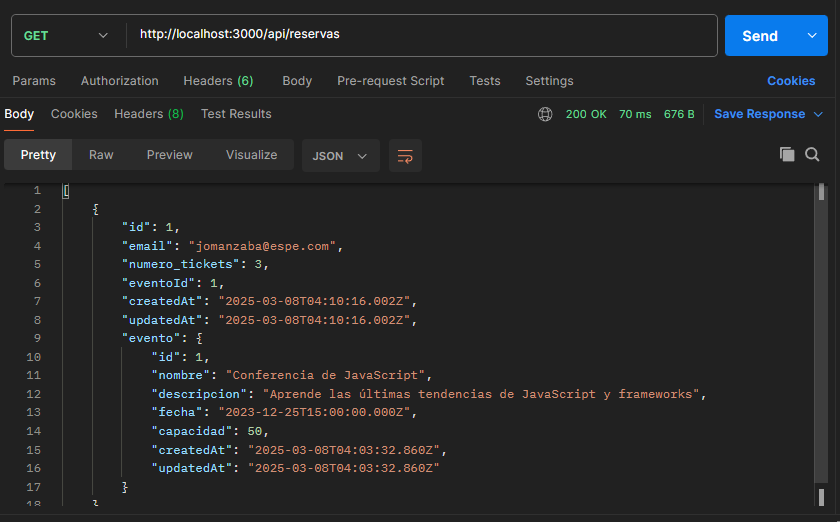 GET http://localhost:3000/api/reservas Send
Params Authorization Headers (6) Body Pre-request Script Tests Settings Cookies
Body Cookies Headers (8) Test Results 200 OK 70 ms 676 B Save Response
Pretty Raw Preview Visualize JSON
1 [
2 {
3 "id": 1,
4 "email": "jomanzaba@espe.com",
5 "numero_tickets": 3,
6 "eventoId": 1,
7 "createdAt": "2025-03-08T04:10:16.002Z",
8 "updatedAt": "2025-03-08T04:10:16.002Z",
9 "evento": {
10 "id": 1,
11 "nombre": "Conferencia de JavaScript",
12 "descripcion": "Aprende las últimas tendencias de JavaScript y frameworks",
13 "fecha": "2023-12-25T15:00:00.000Z",
14 "capacidad": 50,
15 "createdAt": "2025-03-08T04:03:32.860Z",
16 "updatedAt": "2025-03-08T04:03:32.860Z"
17 }
18 }